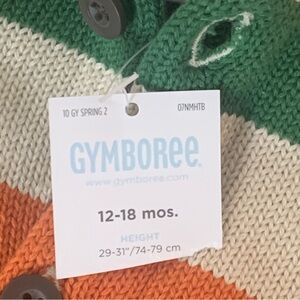 10 GY SPRING 2 07NMHTB
GYMBOREE
www.gymboree.com
12-18 mos.
HEIGHT
29-31"/74-79 cm